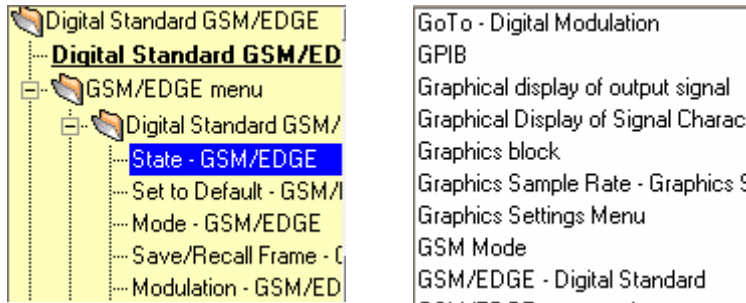 Digital Standard GSM/EDGE
Digital Standard GSM/ED
GSM/EDGE menu
Digital Standard GSM/
State - GSM/EDGE
Set to Default - GSM/
Mode - GSM/EDGE
Save/Recall Frame -
Modulation - GSM/ED
GoTo - Digital Modulation
GPIB
Graphical display of output signal
Graphical Display of Signal Charac
Graphics block
Graphics Sample Rate - Graphics S
Graphics Settings Menu
GSM Mode
GSM/EDGE - Digital Standard